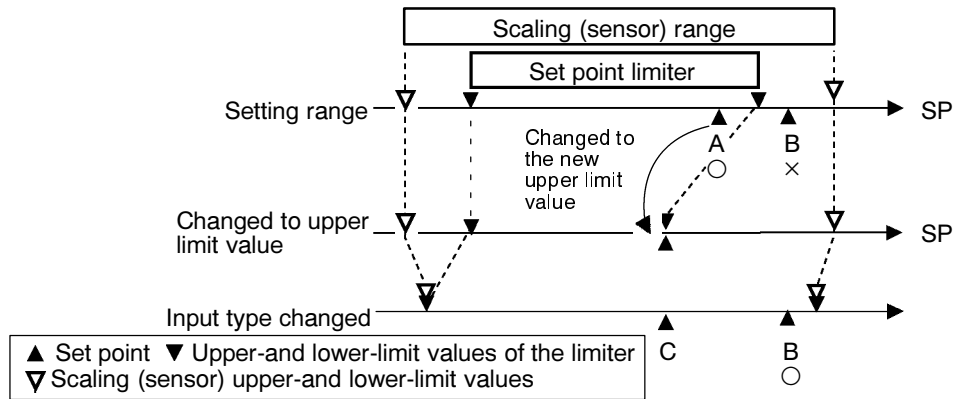 Scaling (sensor) range
Set point limiter
Setting range
SP
Changed to
the new
upper limit
value
A
B
○
×
Changed to upper
limit value
SP
Input type changed
C
B
○
▲ Set point ▼ Upper-and lower-limit values of the limiter
▽ Scaling (sensor) upper-and lower-limit values